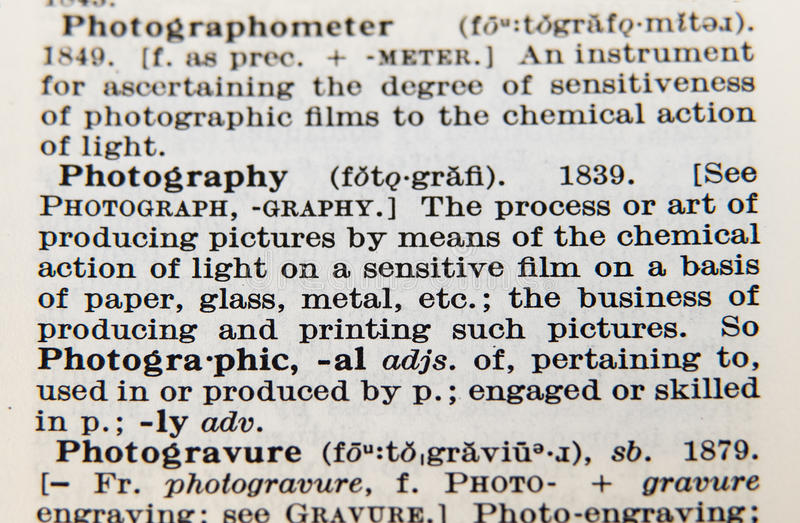 Photographometer (fōᵘ:tǒgrăfǫ·mı̆təɹ).
1849. [f. as prec. + -METER.] An instrument
for ascertaining the degree of sensitiveness
of photographic films to the chemical action
of light.
Photography (fǒtǫ·grăfi). 1839. [See
PHOTOGRAPH, -GRAPHY.] The process or art of
producing pictures by means of the chemical
action of light on a sensitive film on a basis
of paper, glass, metal, etc.; the business of
producing and printing such pictures. So
Photogra·phic, -al adjs. of, pertaining to,
used in or produced by p.; engaged or skilled
in p.; -ly adv.
Photogravure (fōᵘ:tǒˌgrăviūᵊ·ɹ), sb. 1879.
[– Fr. photogravure, f. PHOTO- + gravure
engraving: see GRAVURE.] Photo-engraving;